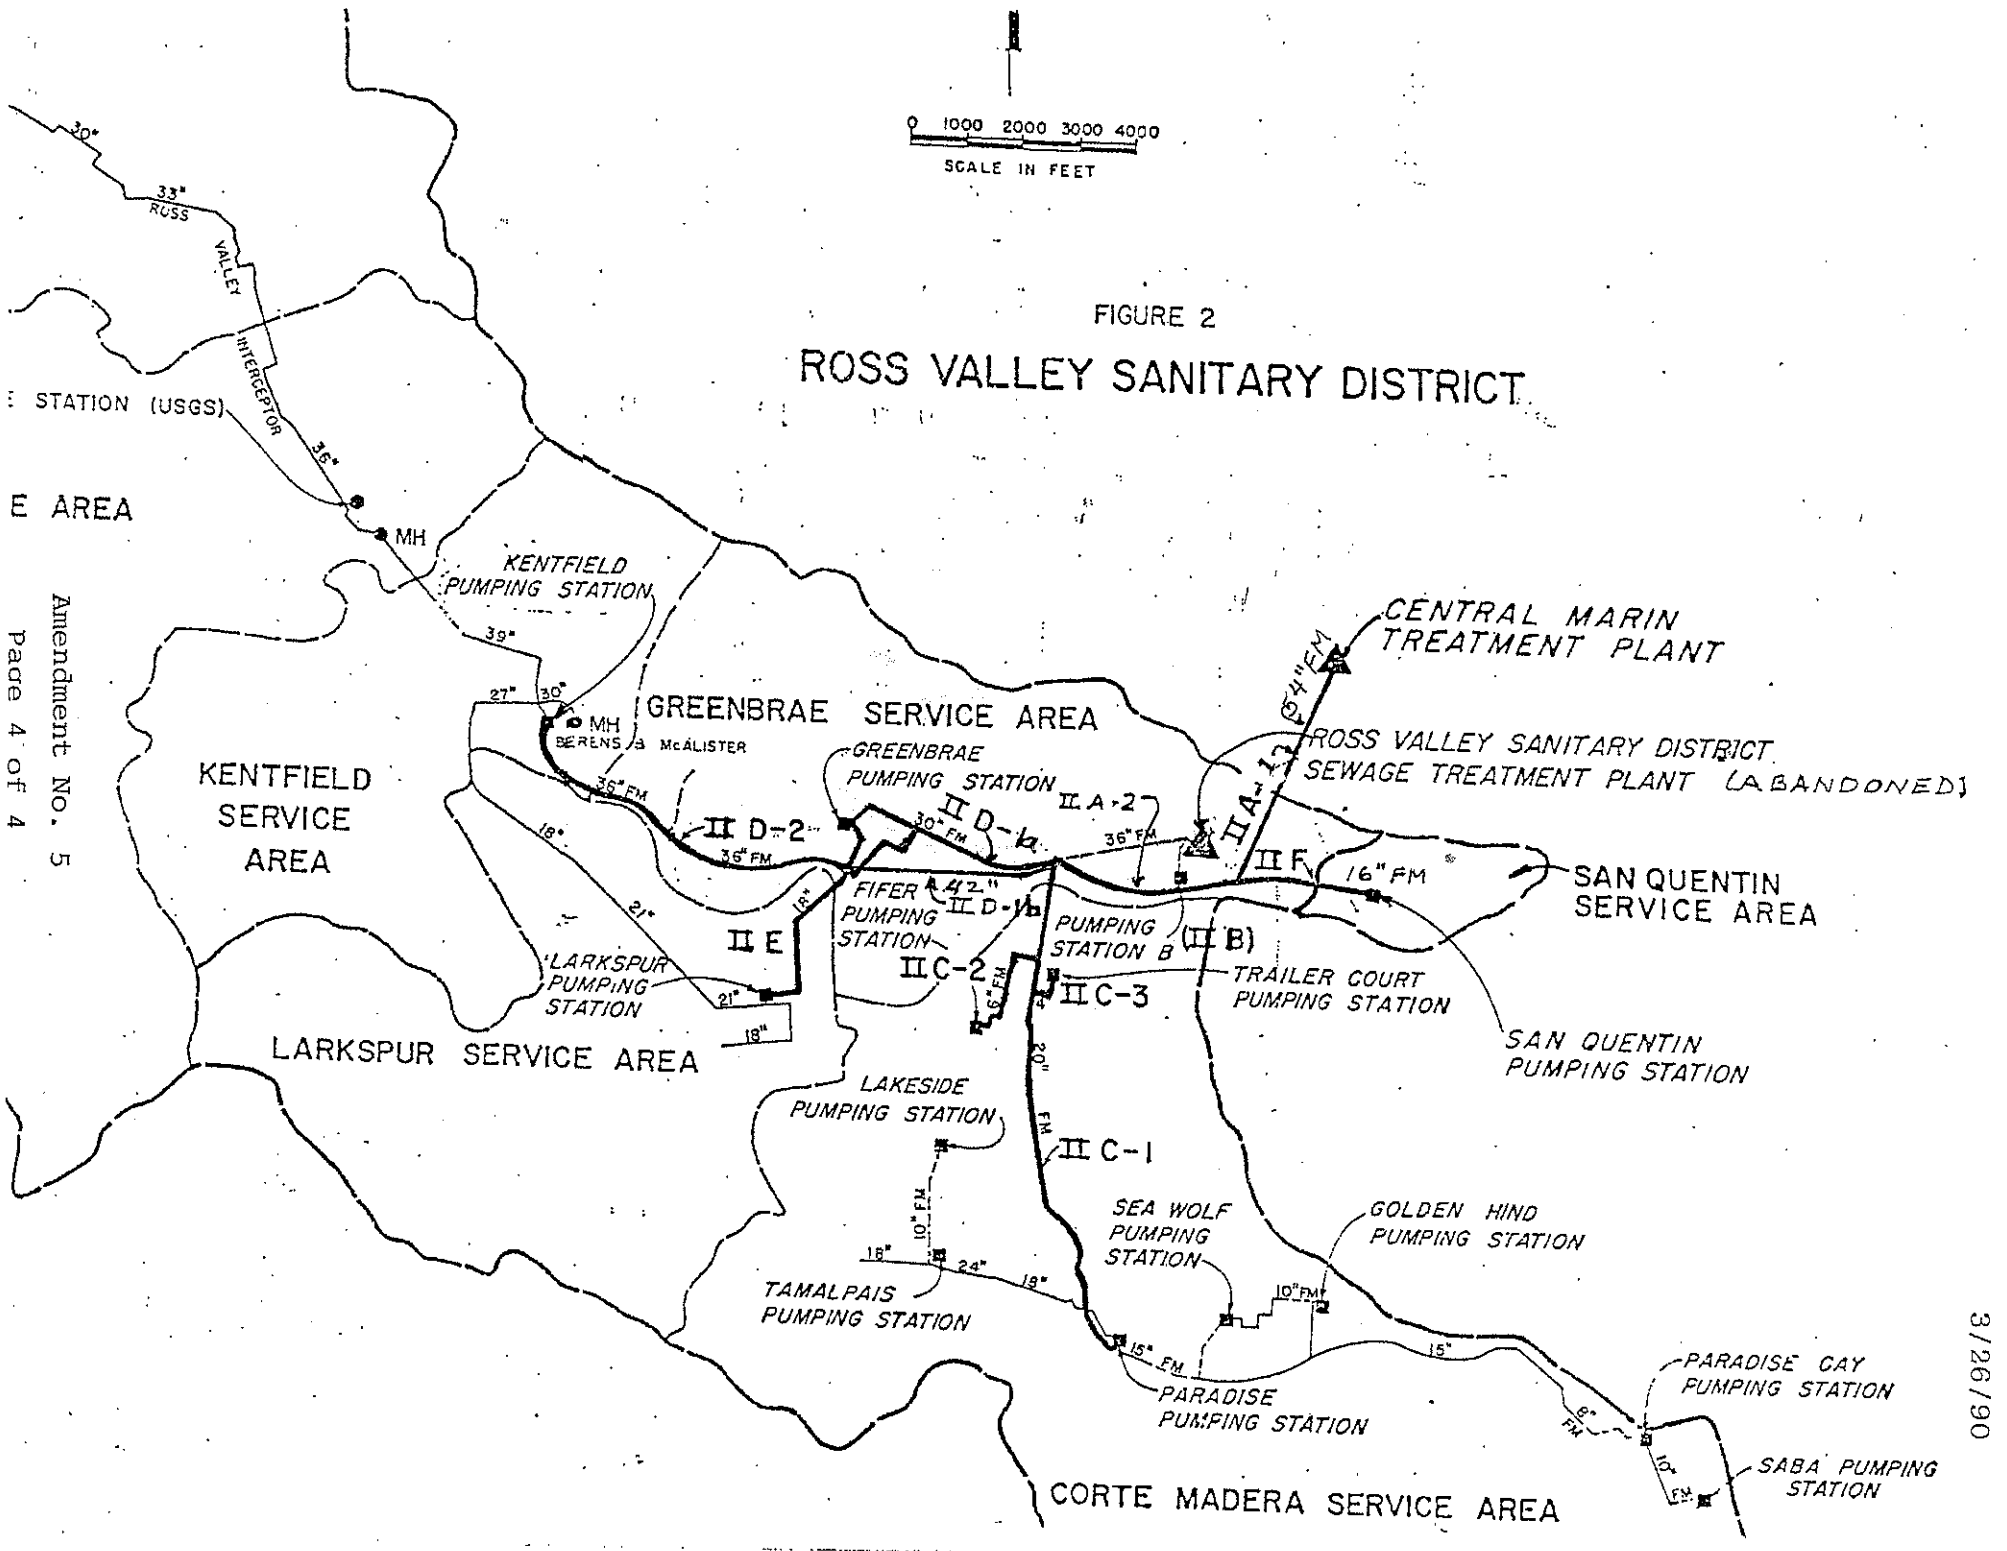 0 1000 2000 3000 4000
SCALE IN FEET
30"
33"
ROSS
VALLEY
INTERCEPTOR
FIGURE 2
ROSS VALLEY SANITARY DISTRICT
STATION (USGS)
36"
E AREA
MH
KENTFIELD
PUMPING STATION
Amendment No. 5
Page 4 of 4
39"
CENTRAL MARIN
TREATMENT PLANT
54" FM
27"
30"
MH
BERENS & McALISTER
GREENBRAE SERVICE AREA
GREENBRAE
PUMPING STATION
ROSS VALLEY SANITARY DISTRICT
SEWAGE TREATMENT PLANT (ABANDONED)
KENTFIELD
SERVICE
AREA
36" FM
II D-2
36" FM
30" FM
II D-1a
II A-2
36" FM
II A-1
II F
16" FM
SAN QUENTIN
SERVICE AREA
18"
21"
18"
II E
FIFER
PUMPING
STATION
42"
II D-1b
PUMPING
STATION B
(II B)
II C-2
6" FM
4"
II C-3
TRAILER COURT
PUMPING STATION
LARKSPUR
PUMPING
STATION
21"
18"
LARKSPUR SERVICE AREA
SAN QUENTIN
PUMPING STATION
20" FM
LAKESIDE
PUMPING STATION
II C-1
10" FM
18"
24"
18"
TAMALPAIS
PUMPING STATION
SEA WOLF
PUMPING
STATION
GOLDEN HIND
PUMPING STATION
10" FM
15" FM
15"
PARADISE
PUMPING STATION
PARADISE CAY
PUMPING STATION
8" FM
10" FM
SABA PUMPING
STATION
CORTE MADERA SERVICE AREA
3/26/90